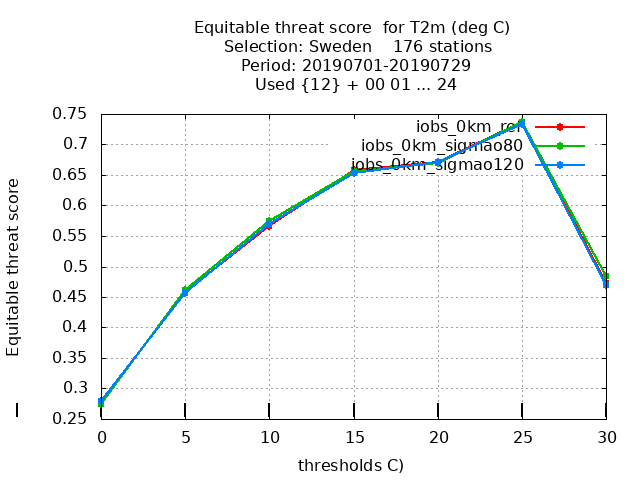 Equitable threat score  for T2m (deg C)
Selection: Sweden    176 stations
Period: 20190701-20190729
Used {12} + 00 01 ... 24
Equitable threat score
0.75
0.7
0.65
0.6
0.55
0.5
0.45
0.4
0.35
0.3
0.25
iobs_0km_ref
iobs_0km_sigmao80
iobs_0km_sigmao120
0 5 10 15 20 25 30
thresholds C)